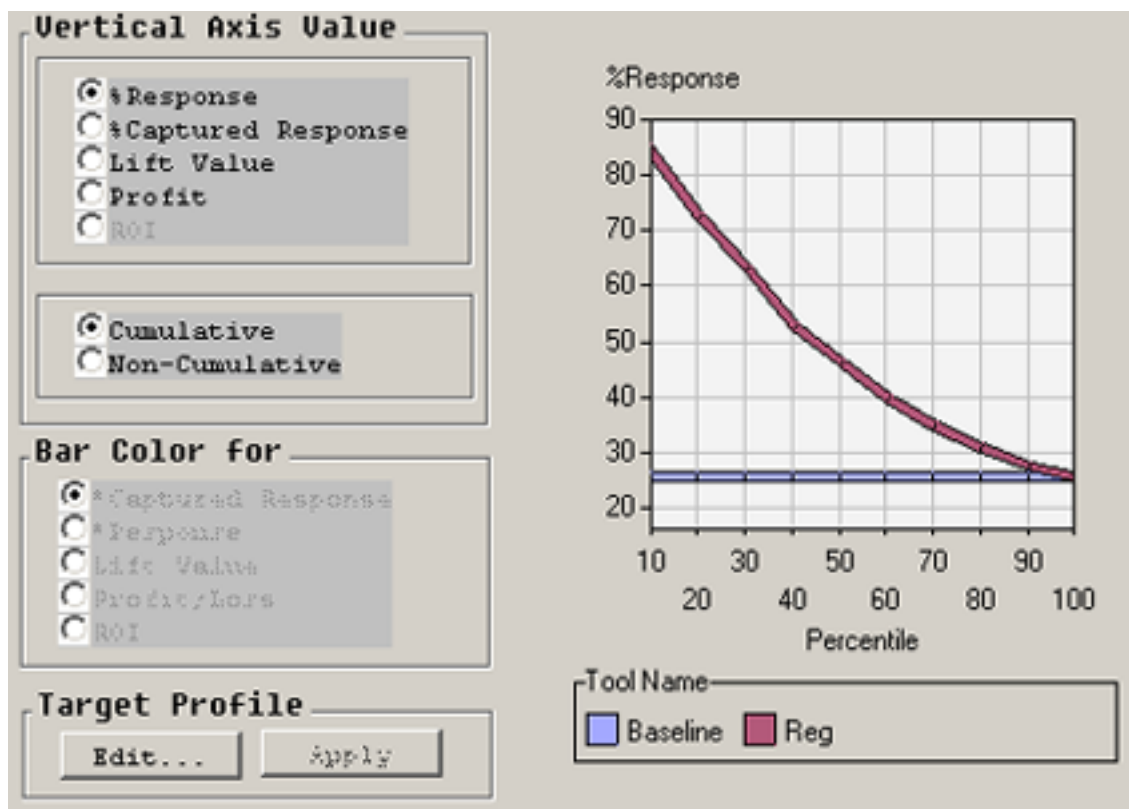 Vertical Axis Value
%Response
%Captured Response
Lift Value
Profit
ROI
Cumulative
Non-Cumulative
Bar Color for
*Captured Response
Lift Value
ROI
Target Profile
Edit...
Apply
%Response
90
80
70
60
50
40
30
20
10 30 50 70 90
20 40 60 80 100
Percentile
Tool Name
Baseline Reg